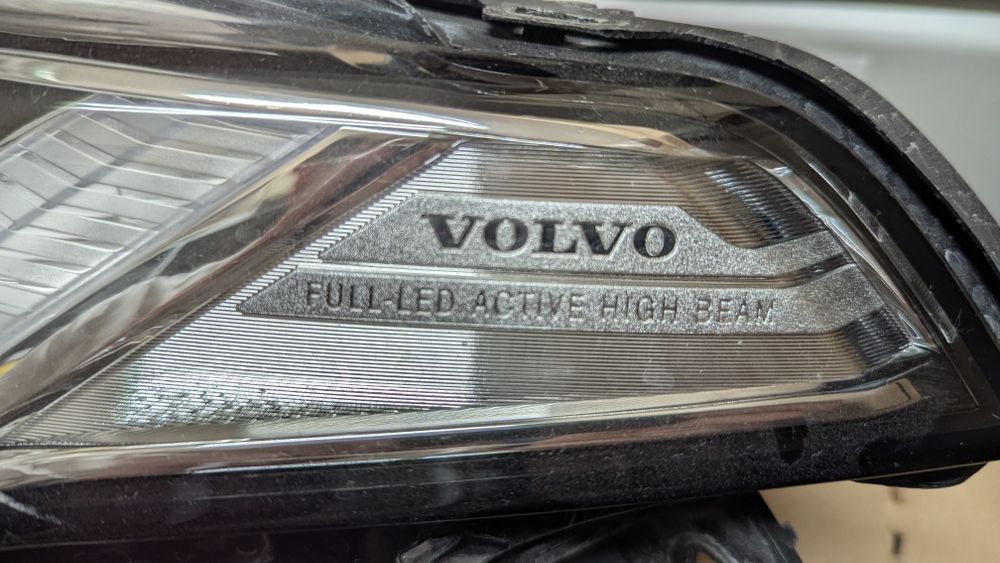 VOLVO
FULL-LED ACTIVE HIGH BEAM